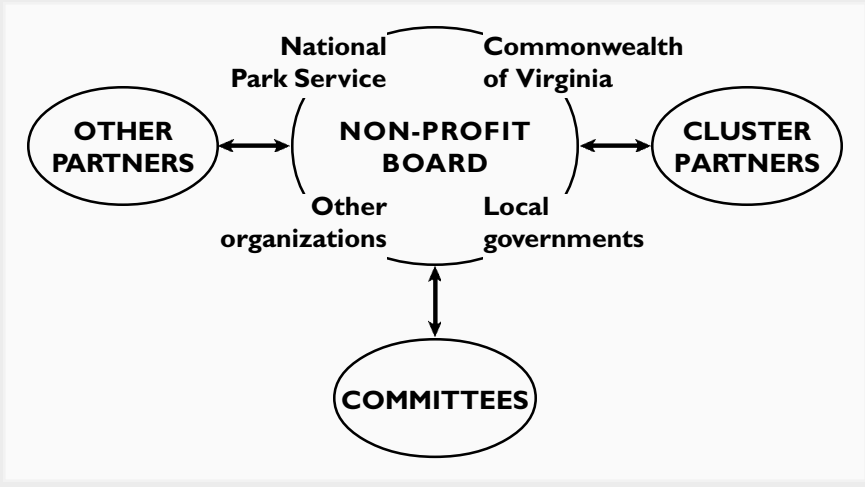 National
Park Service
Commonwealth
of Virginia
OTHER
PARTNERS
NON-PROFIT
BOARD
CLUSTER
PARTNERS
Other
organizations
Local
governments
COMMITTEES